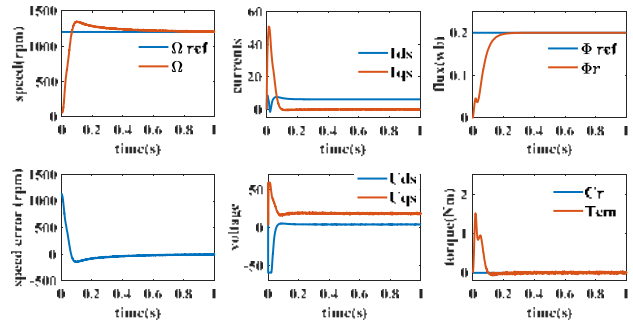 speed(rpm)
1500
1000
500
0
Ω ref
Ω
0 0.2 0.4 0.6 0.8 1
time(s)
currents
60
40
20
0
Ids
Iqs
0 0.2 0.4 0.6 0.8 1
time(s)
flux(wb)
0.2
0.1
0
Φ ref
Φr
0 0.2 0.4 0.6 0.8 1
time(s)
speed error (rpm)
1500
1000
500
0
-500
0 0.2 0.4 0.6 0.8 1
time(s)
voltage
50
0
-50
Uds
Uqs
0 0.2 0.4 0.6 0.8 1
time(s)
torque(Nm)
2
1
0
Cr
Tem
0 0.2 0.4 0.6 0.8 1
time(s)